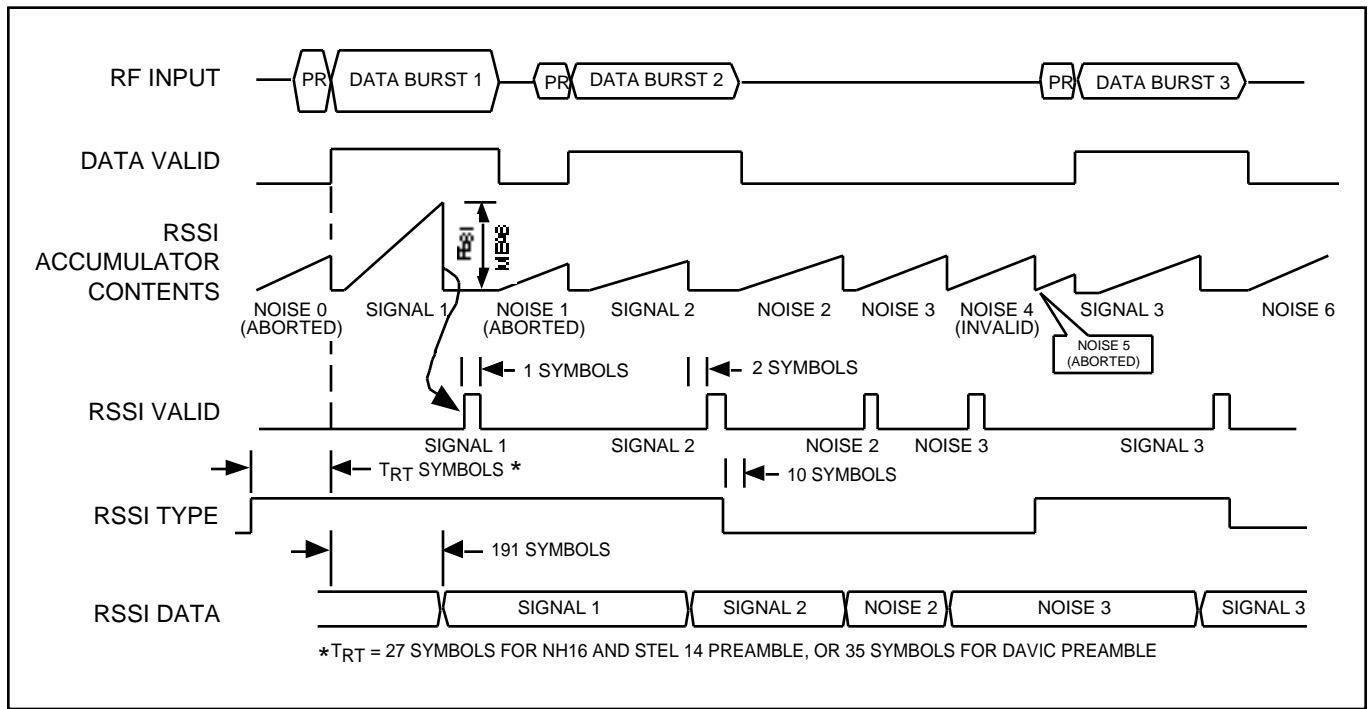 RF INPUT
PR
DATA BURST 1
PR
DATA BURST 2
PR
DATA BURST 3
DATA VALID
RSSI
ACCUMULATOR
CONTENTS
NOISE 0
(ABORTED)
SIGNAL 1
NOISE 1
(ABORTED)
SIGNAL 2
NOISE 2
NOISE 3
NOISE 4
(INVALID)
NOISE 5
(ABORTED)
SIGNAL 3
NOISE 6
1 SYMBOLS
2 SYMBOLS
RSSI VALID
SIGNAL 1
SIGNAL 2
NOISE 2
NOISE 3
SIGNAL 3
TRT SYMBOLS *
10 SYMBOLS
RSSI TYPE
191 SYMBOLS
RSSI DATA
SIGNAL 1
SIGNAL 2
NOISE 2
NOISE 3
SIGNAL 3
*TRT = 27 SYMBOLS FOR NH16 AND STEL 14 PREAMBLE, OR 35 SYMBOLS FOR DAVIC PREAMBLE